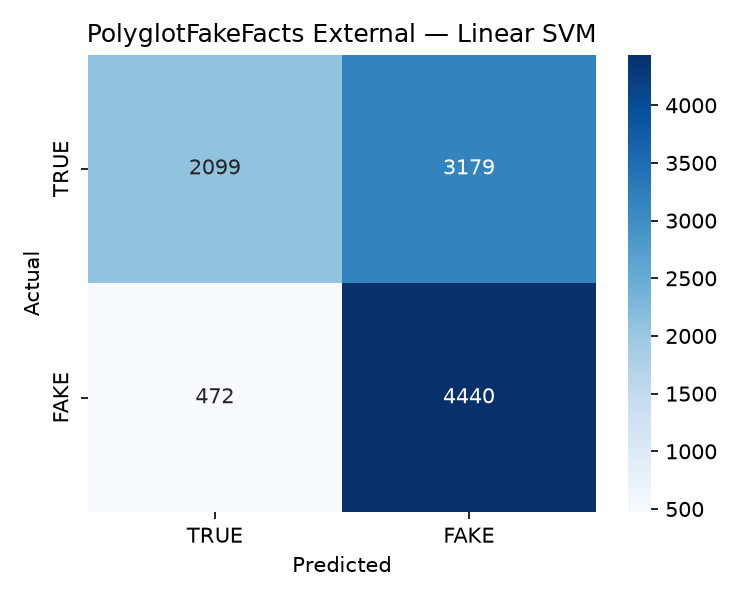 PolyglotFakeFacts External — Linear SVM
TRUE
2099
3179
FAKE
472
4440
Actual
TRUE
FAKE
Predicted
4000
3500
3000
2500
2000
1500
1000
500